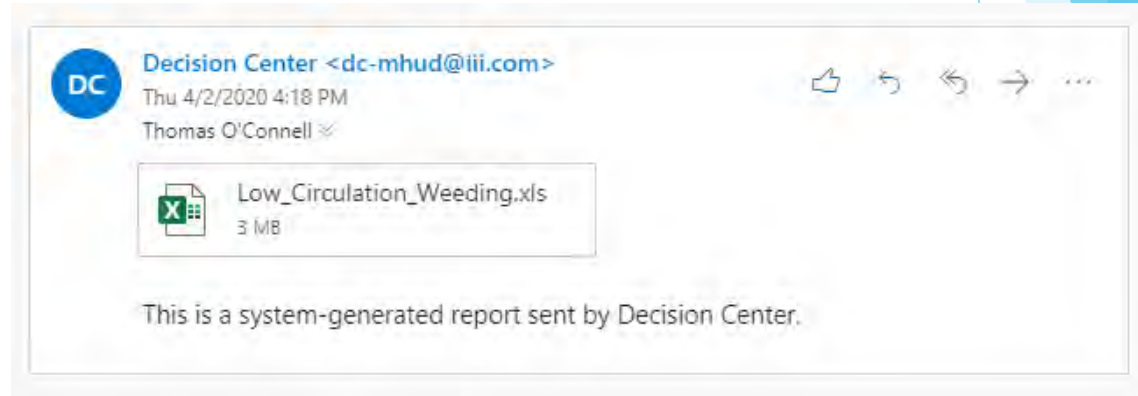 DC
Decision Center <dc-mhud@iii.com>
Thu 4/2/2020 4:18 PM
Thomas O'Connell
Low_Circulation_Weeding.xls
3 MB
This is a system-generated report sent by Decision Center.